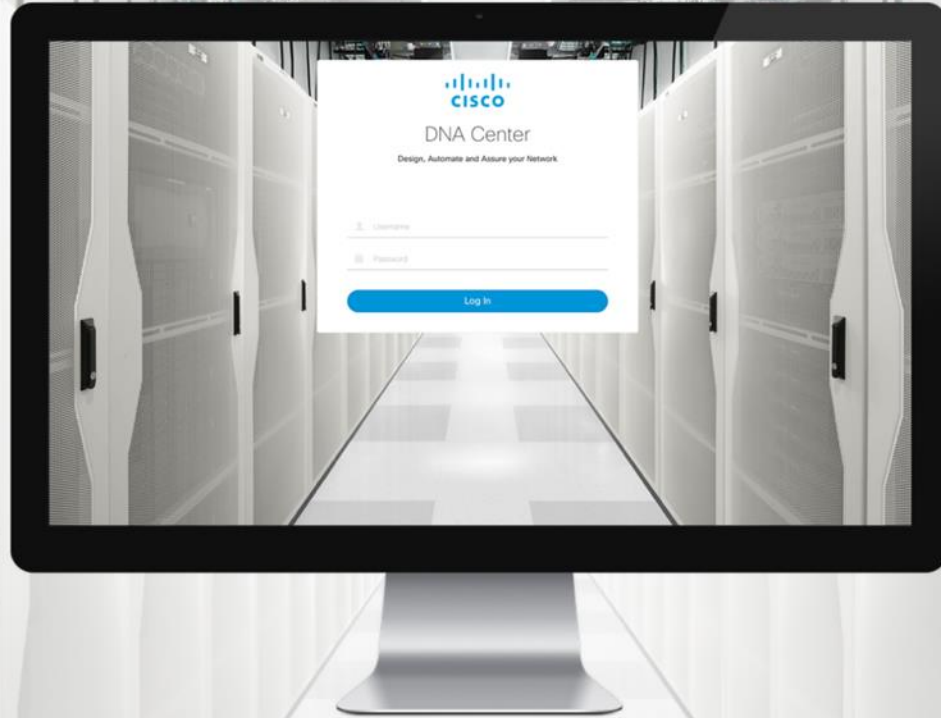 CISCO
DNA Center
Design, Automate and Assure your Network
Username
Password
Log In